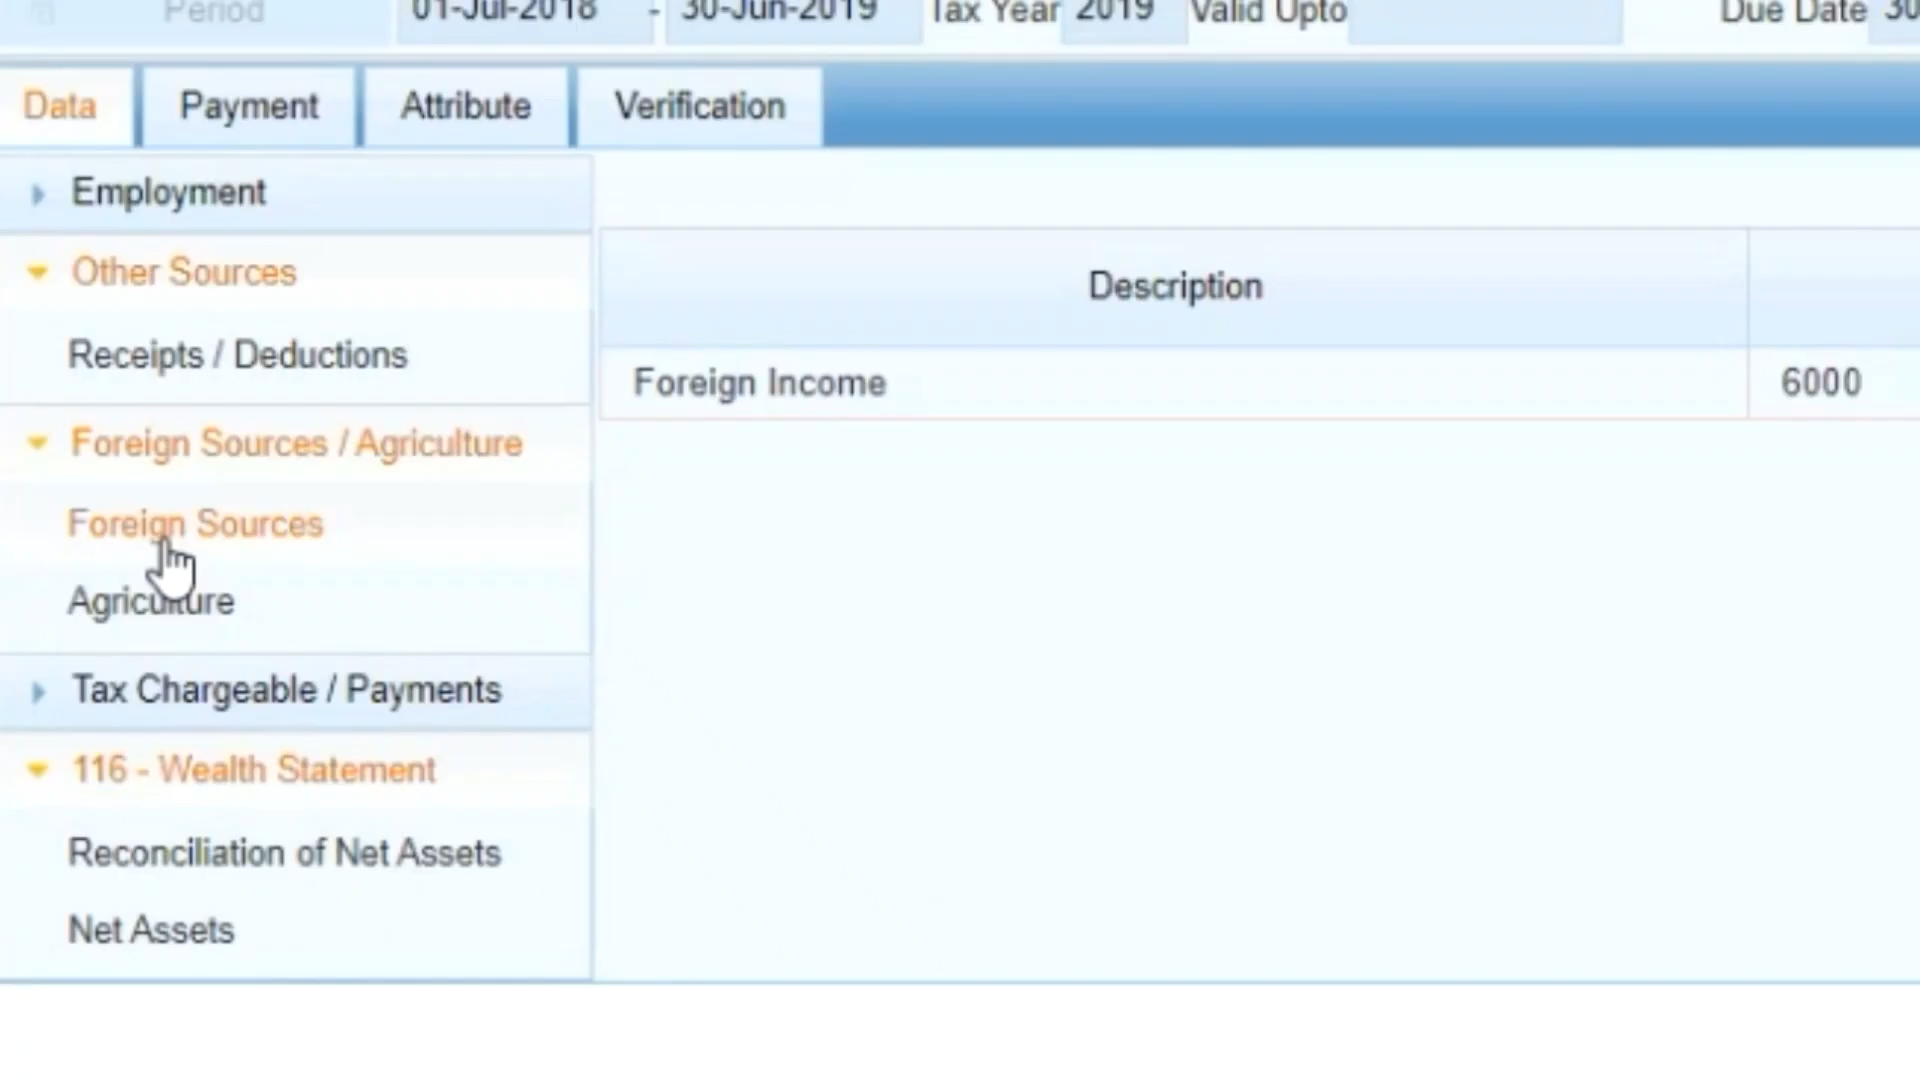 Period 01-Jul-2018 - 30-Jun-2019 Tax Year 2019 Valid Upto Due Date 30
Data Payment Attribute Verification
Employment
Other Sources
Description
Receipts / Deductions
Foreign Income 6000
Foreign Sources / Agriculture
Foreign Sources
Agriculture
Tax Chargeable / Payments
116 - Wealth Statement
Reconciliation of Net Assets
Net Assets